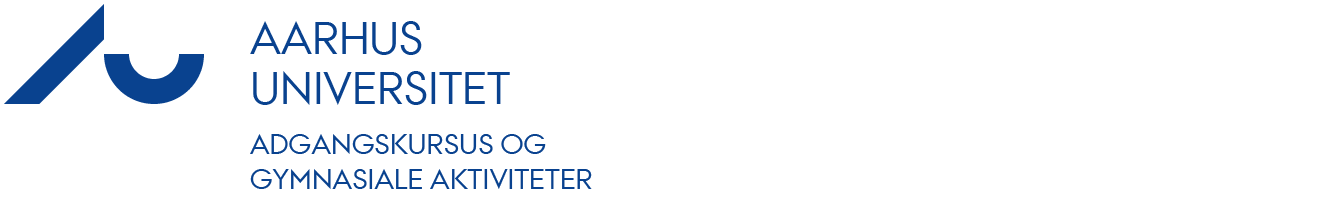 AARHUS
UNIVERSITET
ADGANGSKURSUS OG
GYMNASIALE AKTIVITETER